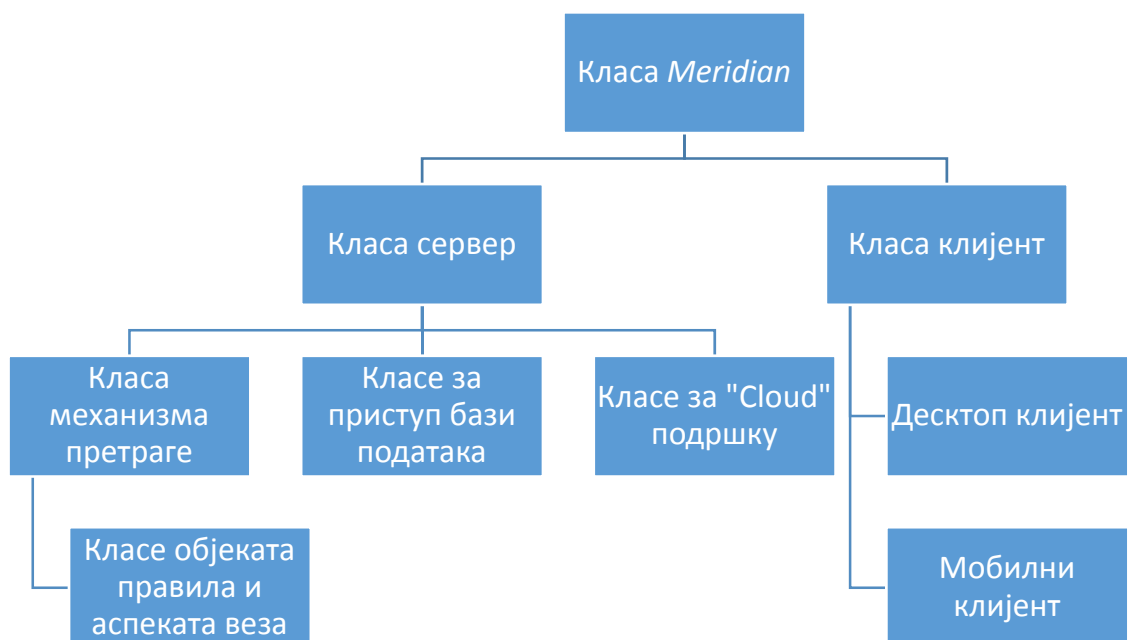 Класа Meridian
Класа сервер
Класа клијент
Класа
механизма
претраге
Класе за
приступ бази
података
Класе за "Cloud"
подршку
Десктоп клијент
Класе објеката
правила и
аспеката веза
Мобилни
клијент